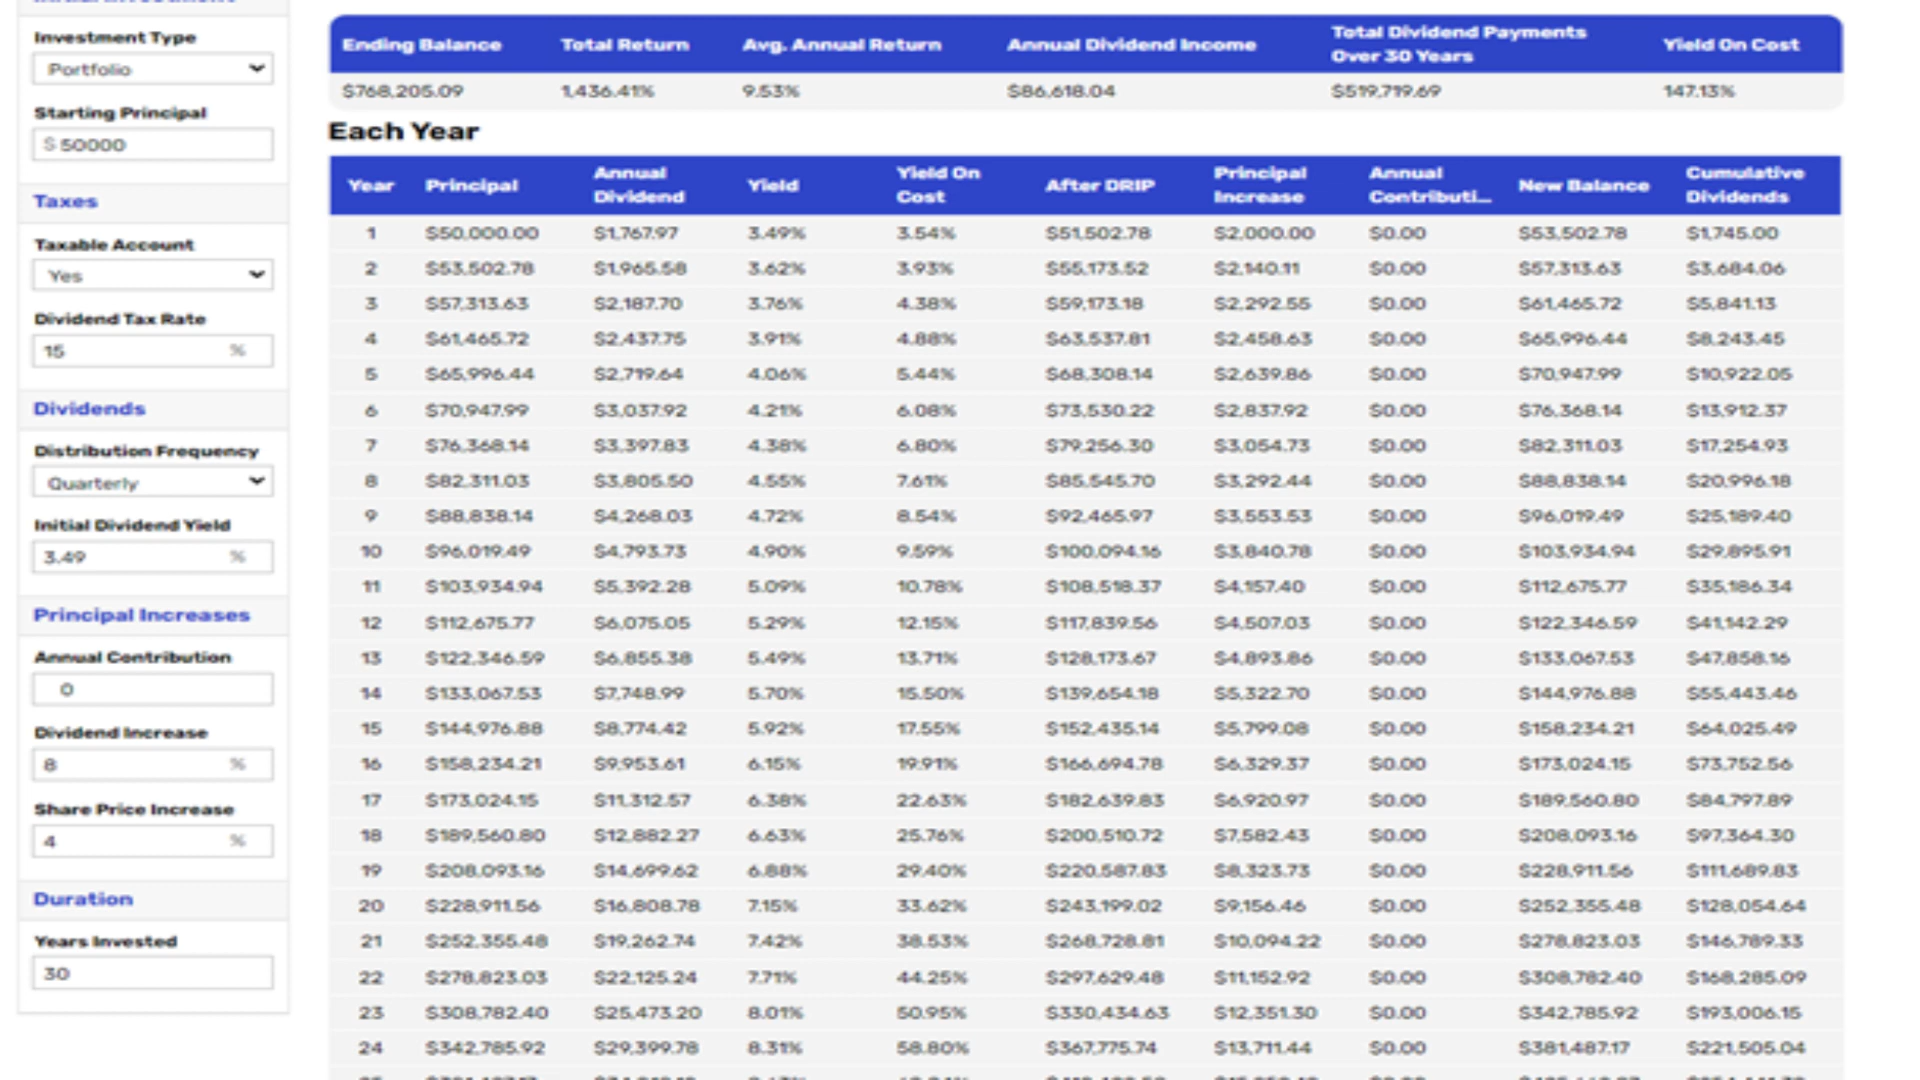 Investment Type
Portfolio
Starting Principal
$ 50000
Taxes
Taxable Account
Yes
Dividend Tax Rate
15 %
Dividends
Distribution Frequency
Quarterly
Initial Dividend Yield
3.49 %
Principal Increases
Annual Contribution
0
Dividend Increase
8 %
Share Price Increase
4 %
Duration
Years Invested
30
Ending Balance Total Return Avg. Annual Return Annual Dividend Income Total Dividend Payments Over 30 Years Yield On Cost
$768,205.09 1,436.41% 9.53% $86,618.04 $519,719.69 147.13%
Each Year
Year Principal Annual Dividend Yield Yield On Cost After DRIP Principal Increase Annual Contributi... New Balance Cumulative Dividends
1 $50,000.00 $1,767.97 3.49% 3.54% $51,502.78 $2,000.00 $0.00 $53,502.78 $1,745.00
2 $53,502.78 $1,965.58 3.62% 3.93% $55,173.52 $2,140.11 $0.00 $57,313.63 $3,684.06
3 $57,313.63 $2,187.70 3.76% 4.38% $59,173.18 $2,292.55 $0.00 $61,465.72 $5,841.13
4 $61,465.72 $2,437.75 3.91% 4.88% $63,537.81 $2,458.63 $0.00 $65,996.44 $8,243.45
5 $65,996.44 $2,719.64 4.06% 5.44% $68,308.14 $2,639.86 $0.00 $70,947.99 $10,922.05
6 $70,947.99 $3,037.92 4.21% 6.08% $73,530.22 $2,837.92 $0.00 $76,368.14 $13,912.37
7 $76,368.14 $3,397.83 4.38% 6.80% $79,256.30 $3,054.73 $0.00 $82,311.03 $17,254.93
8 $82,311.03 $3,805.50 4.55% 7.61% $85,545.70 $3,292.44 $0.00 $88,838.14 $20,996.18
9 $88,838.14 $4,268.03 4.72% 8.54% $92,465.97 $3,553.53 $0.00 $96,019.49 $25,189.40
10 $96,019.49 $4,793.73 4.90% 9.59% $100,094.16 $3,840.78 $0.00 $103,934.94 $29,895.91
11 $103,934.94 $5,392.28 5.09% 10.78% $108,518.37 $4,157.40 $0.00 $112,675.77 $35,186.34
12 $112,675.77 $6,075.05 5.29% 12.15% $117,839.56 $4,507.03 $0.00 $122,346.59 $41,142.29
13 $122,346.59 $6,855.38 5.49% 13.71% $128,173.67 $4,893.86 $0.00 $133,067.53 $47,858.16
14 $133,067.53 $7,748.99 5.70% 15.50% $139,654.18 $5,322.70 $0.00 $144,976.88 $55,443.46
15 $144,976.88 $8,774.42 5.92% 17.55% $152,435.14 $5,799.08 $0.00 $158,234.21 $64,025.49
16 $158,234.21 $9,953.61 6.15% 19.91% $166,694.78 $6,329.37 $0.00 $173,024.15 $73,752.56
17 $173,024.15 $11,312.57 6.38% 22.63% $182,639.83 $6,920.97 $0.00 $189,560.80 $84,797.89
18 $189,560.80 $12,882.27 6.63% 25.76% $200,510.72 $7,582.43 $0.00 $208,093.16 $97,364.30
19 $208,093.16 $14,699.62 6.88% 29.40% $220,587.83 $8,323.73 $0.00 $228,911.56 $111,689.83
20 $228,911.56 $16,808.78 7.15% 33.62% $243,199.02 $9,156.46 $0.00 $252,355.48 $128,054.64
21 $252,355.48 $19,262.74 7.42% 38.53% $268,728.81 $10,094.22 $0.00 $278,823.03 $146,789.33
22 $278,823.03 $22,125.24 7.71% 44.25% $297,629.48 $11,152.92 $0.00 $308,782.40 $168,285.09
23 $308,782.40 $25,473.20 8.01% 50.95% $330,434.63 $12,351.30 $0.00 $342,785.92 $193,006.15
24 $342,785.92 $29,399.78 8.31% 58.80% $367,775.74 $13,711.44 $0.00 $381,487.17 $221,505.04